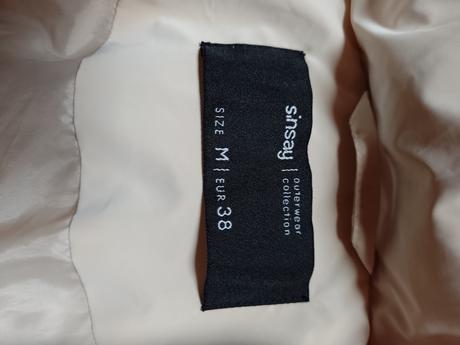 sinsay { outerwear
collection
SIZE M { EUR 38